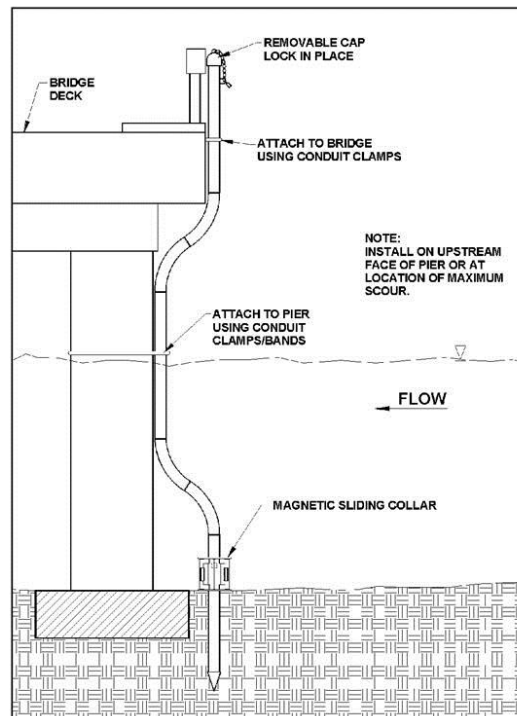 REMOVABLE CAP
LOCK IN PLACE
BRIDGE
DECK
ATTACH TO BRIDGE
USING CONDUIT CLAMPS
NOTE:
INSTALL ON UPSTREAM
FACE OF PIER OR AT
LOCATION OF MAXIMUM
SCOUR.
ATTACH TO PIER
USING CONDUIT
CLAMPS/BANDS
FLOW
MAGNETIC SLIDING COLLAR